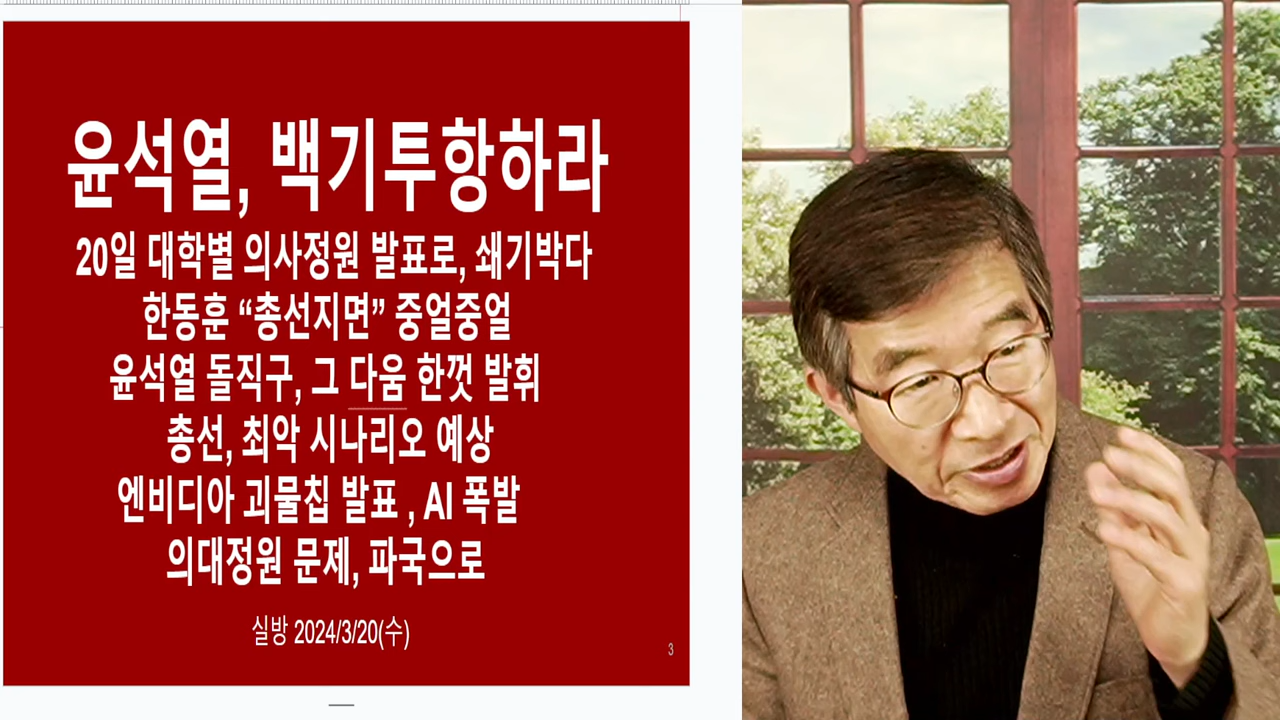 윤석열, 백기투항하라
20일 대학별 의사정원 발표로, 쇄기박다
한동훈 “총선지면” 중얼중얼
윤석열 돌직구, 그 다움 한껏 발휘
총선, 최악 시나리오 예상
엔비디아 괴물칩 발표 , AI 폭발
의대정원 문제, 파국으로
실방 2024/3/20(수)
3